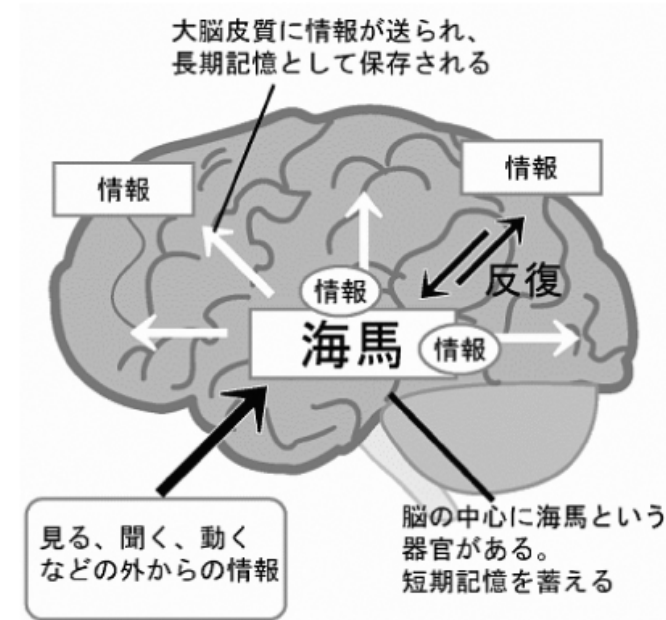 大脳皮質に情報が送られ、
長期記憶として保存される
情報
情報
反復
情報
海馬
情報
見る、聞く、動く
などの外からの情報
脳の中心に海馬という
器官がある。
短期記憶を蓄える